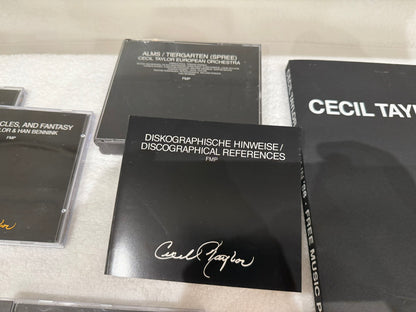 ALMS / TIERGARTEN (SPREE)
CECIL TAYLOR EUROPEAN ORCHESTRA
FMP
CLES, AND FANTASY
LOR & HAN BENNINK
FMP
DISKOGRAPHISCHE HINWEISE /
DISCOGRAPHICAL REFERENCES
FMP
Cecil Taylor
CECIL TAY
FREE MUSIC P